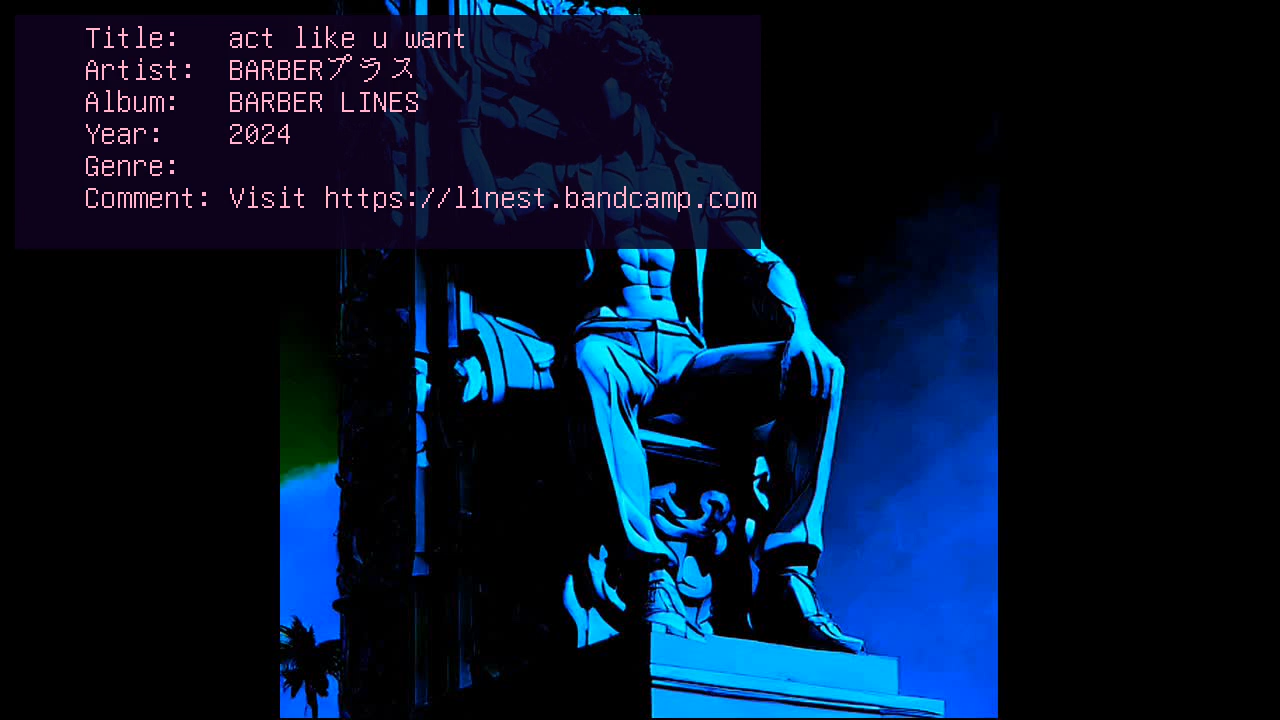 Title: act like u want
Artist: BARBERプラス
Album: BARBER LINES
Year: 2024
Genre:
Comment: Visit https://l1nest.bandcamp.com